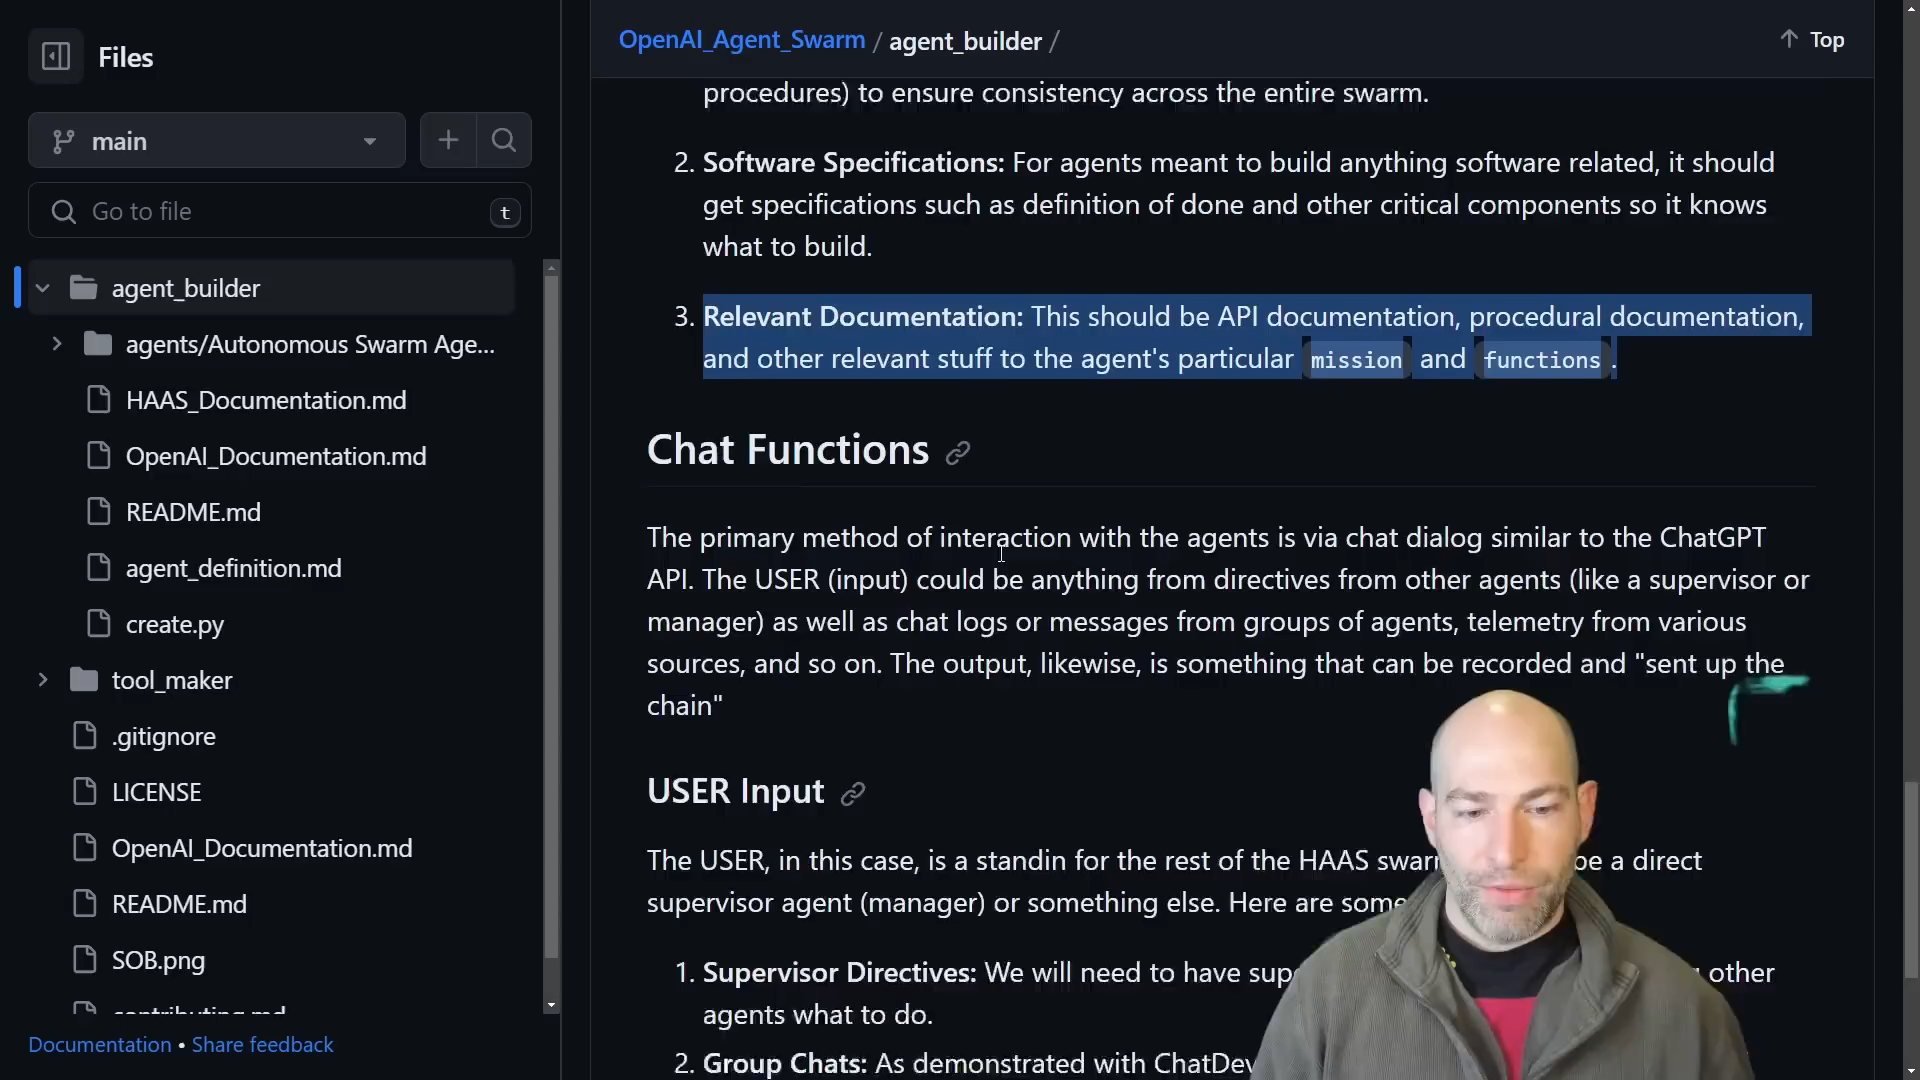 Files
main
Go to file
t
agent_builder
agents/Autonomous Swarm Age...
HAAS_Documentation.md
OpenAI_Documentation.md
README.md
agent_definition.md
create.py
tool_maker
.gitignore
LICENSE
OpenAI_Documentation.md
README.md
SOB.png
contributing.md
Documentation • Share feedback
OpenAI_Agent_Swarm / agent_builder /
Top
procedures) to ensure consistency across the entire swarm.
2. Software Specifications: For agents meant to build anything software related, it should
get specifications such as definition of done and other critical components so it knows
what to build.
3. Relevant Documentation: This should be API documentation, procedural documentation,
and other relevant stuff to the agent's particular mission and functions.
Chat Functions
The primary method of interaction with the agents is via chat dialog similar to the ChatGPT
API. The USER (input) could be anything from directives from other agents (like a supervisor or
manager) as well as chat logs or messages from groups of agents, telemetry from various
sources, and so on. The output, likewise, is something that can be recorded and "sent up the
chain"
USER Input
The USER, in this case, is a standin for the rest of the HAAS be a direct
supervisor agent (manager) or something else. Here are some
1. Supervisor Directives: We will need to have other
agents what to do.
2. Group Chats: As demonstrated with ChatDev